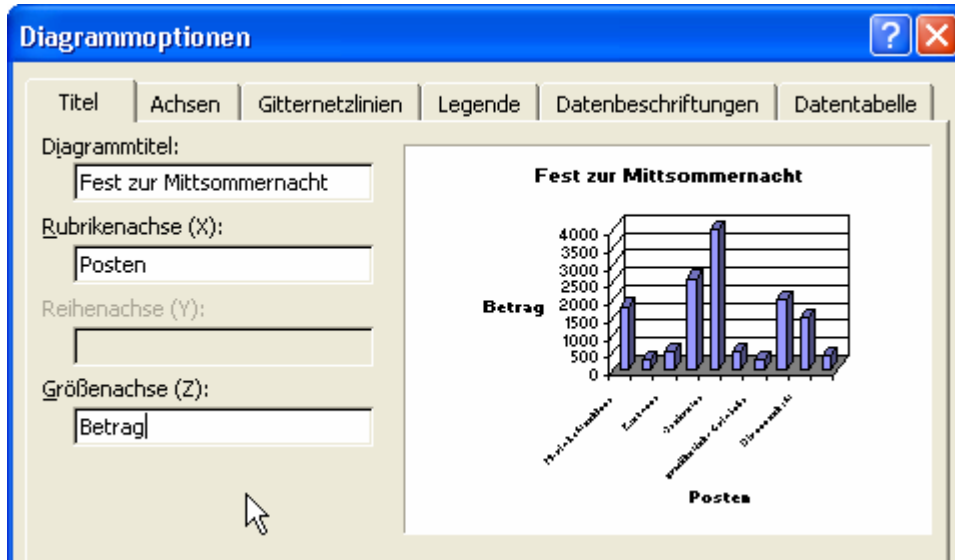 Diagrammoptionen
Titel Achsen Gitternetzlinien Legende Datenbeschriftungen Datentabelle
Diagrammtitel:
Fest zur Mittsommernacht
Rubrikenachse (X):
Posten
Reihenachse (Y):
Größenachse (Z):
Betrag
Fest zur Mittsommernacht
4000
3500
3000
2500
2000
1500
1000
500
0
Betrag
Posten